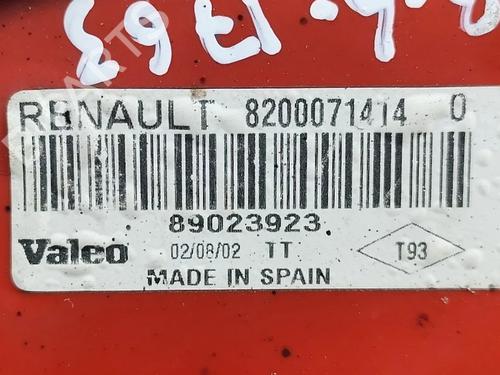 RENAULT 8200071414 0
89023923
Valeo 02/08/02 TT T93
MADE IN SPAIN